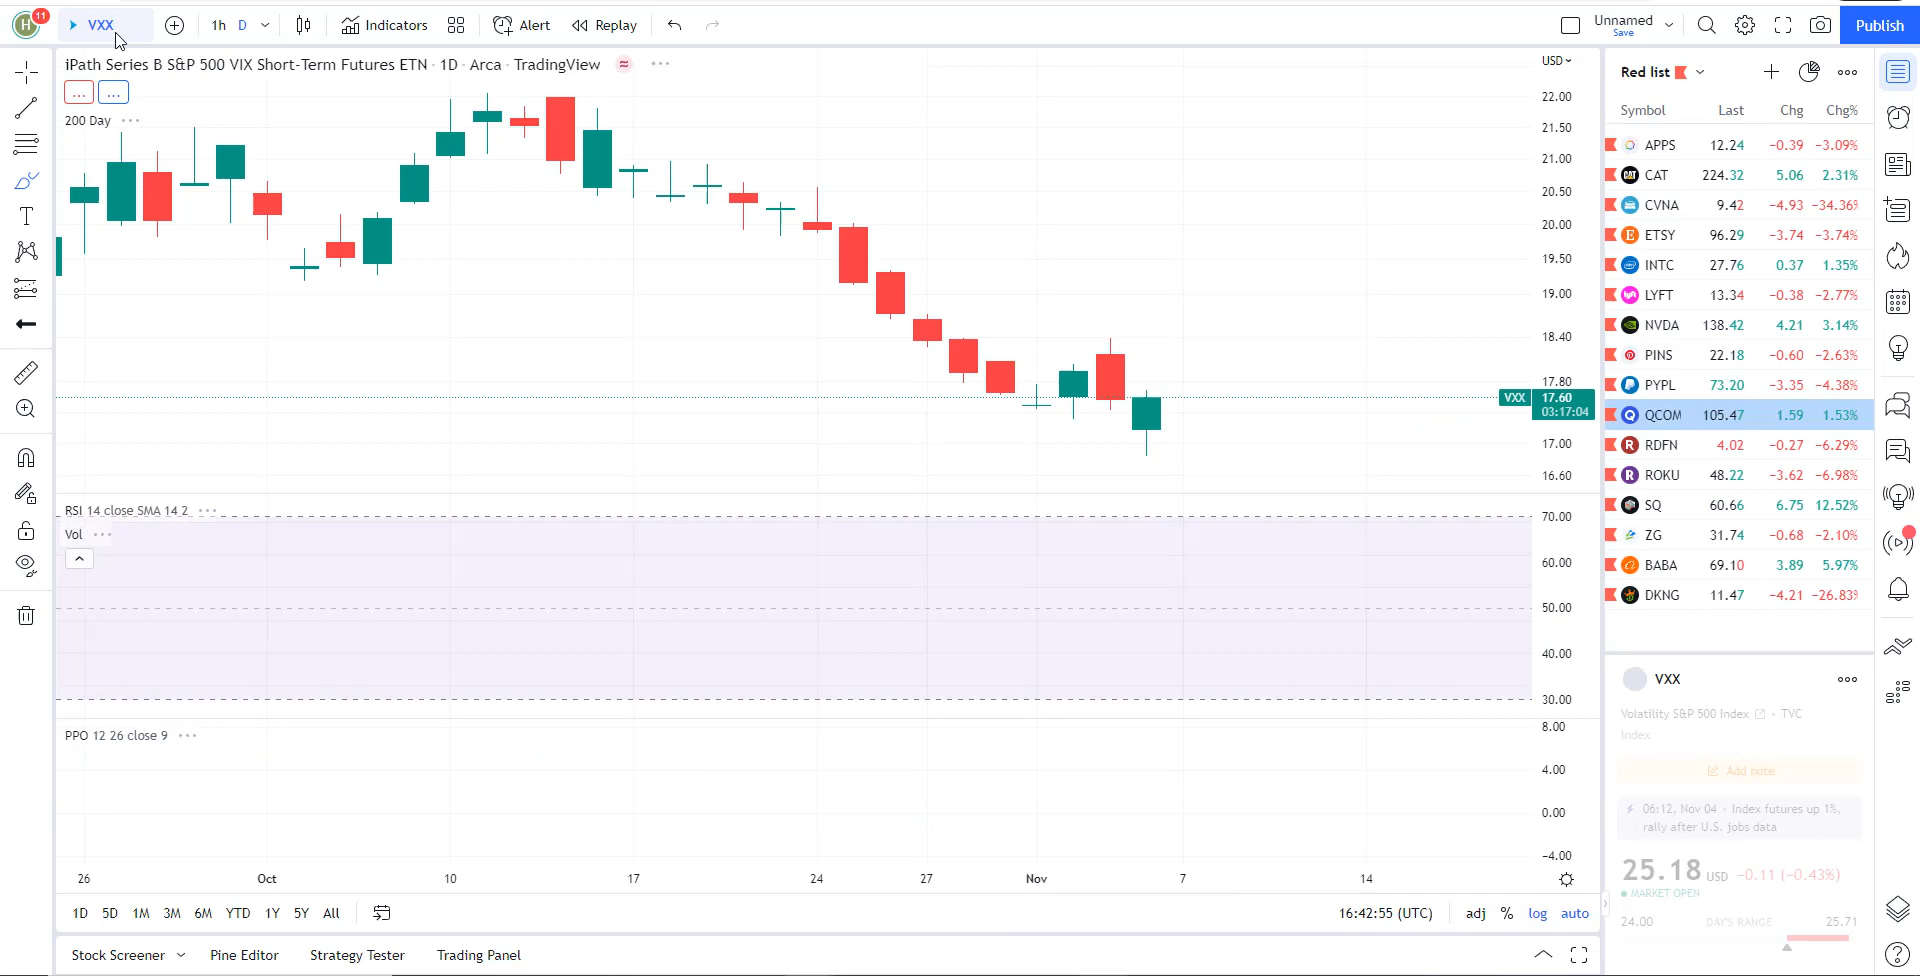 H 11 VXX 1h D Indicators Alert Replay Unnamed Save Publish
iPath Series B S&P 500 VIX Short-Term Futures ETN · 1D · Arca · TradingView ≈ ...
USD
... ...
200 Day ...
22.00
21.50
21.00
20.50
20.00
19.50
19.00
18.40
17.80
VXX 17.60
03:17:04
17.00
16.60
RSI 14 close SMA 14 2 ...
Vol ...
70.00
60.00
50.00
40.00
30.00
PPO 12 26 close 9 ...
8.00
4.00
0.00
−4.00
26 Oct 10 17 24 27 Nov 7 14
1D 5D 1M 3M 6M YTD 1Y 5Y All 16:42:55 (UTC) adj % log auto
Stock Screener Pine Editor Strategy Tester Trading Panel
Red list
Symbol Last Chg Chg%
APPS 12.24 −0.39 −3.09%
CAT CAT 224.32 5.06 2.31%
CVNA 9.42 −4.93 −34.36%
E ETSY 96.29 −3.74 −3.74%
INTC 27.76 0.37 1.35%
LYFT 13.34 −0.38 −2.77%
NVDA 138.42 4.21 3.14%
PINS 22.18 −0.60 −2.63%
PYPL 73.20 −3.35 −4.38%
Q QCOM 105.47 1.59 1.53%
R RDFN 4.02 −0.27 −6.29%
R ROKU 48.22 −3.62 −6.98%
SQ 60.66 6.75 12.52%
ZG 31.74 −0.68 −2.10%
BABA 69.10 3.89 5.97%
DKNG 11.47 −4.21 −26.83%
VXX
Volatility S&P 500 Index · TVC
Index
Add note
06:12, Nov 04 · Index futures up 1%,
rally after U.S. jobs data
25.18 USD −0.11 (−0.43%)
MARKET OPEN
24.00 DAY'S RANGE 25.71